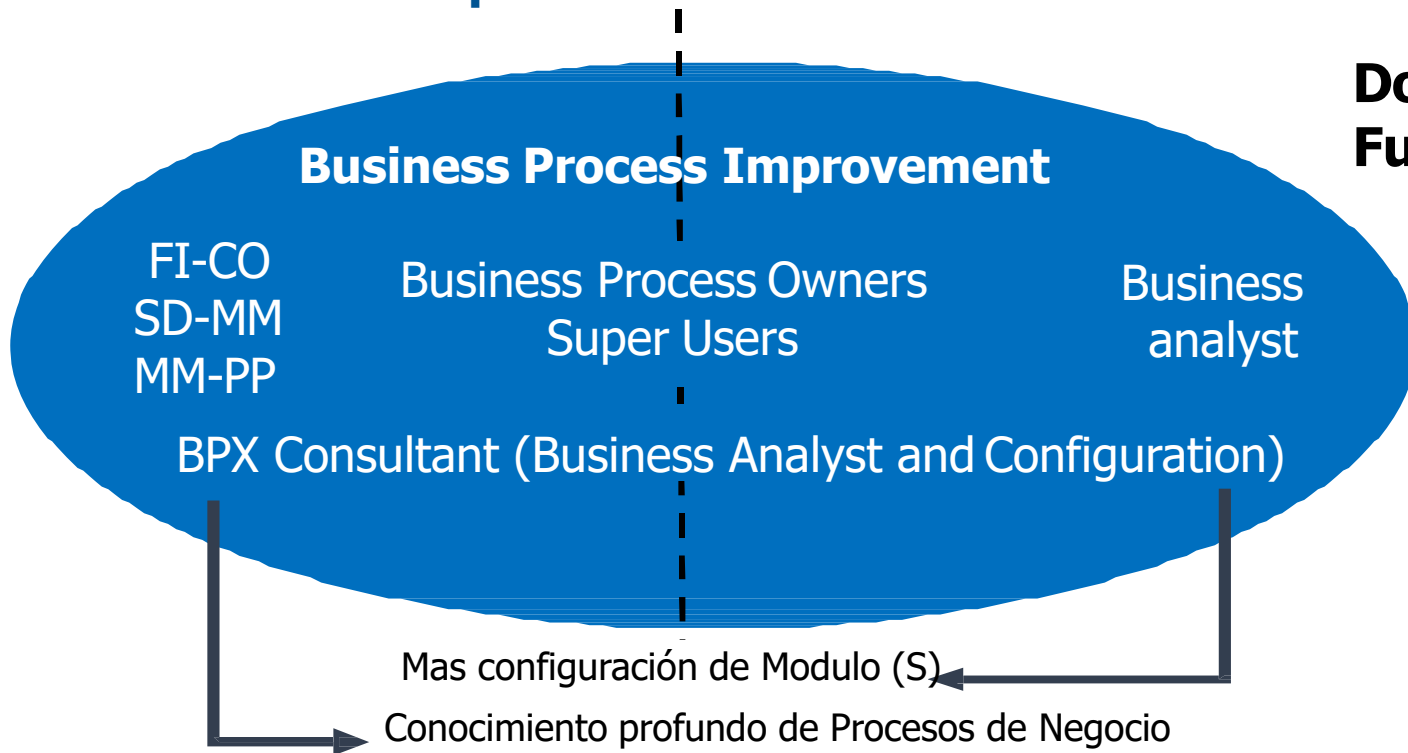 Business Process Improvement
FI-CO
SD-MM
MM-PP
Business Process Owners
Super Users
Business
analyst
BPX Consultant (Business Analyst and Configuration)
Mas configuración de Modulo (S)
Conocimiento profundo de Procesos de Negocio